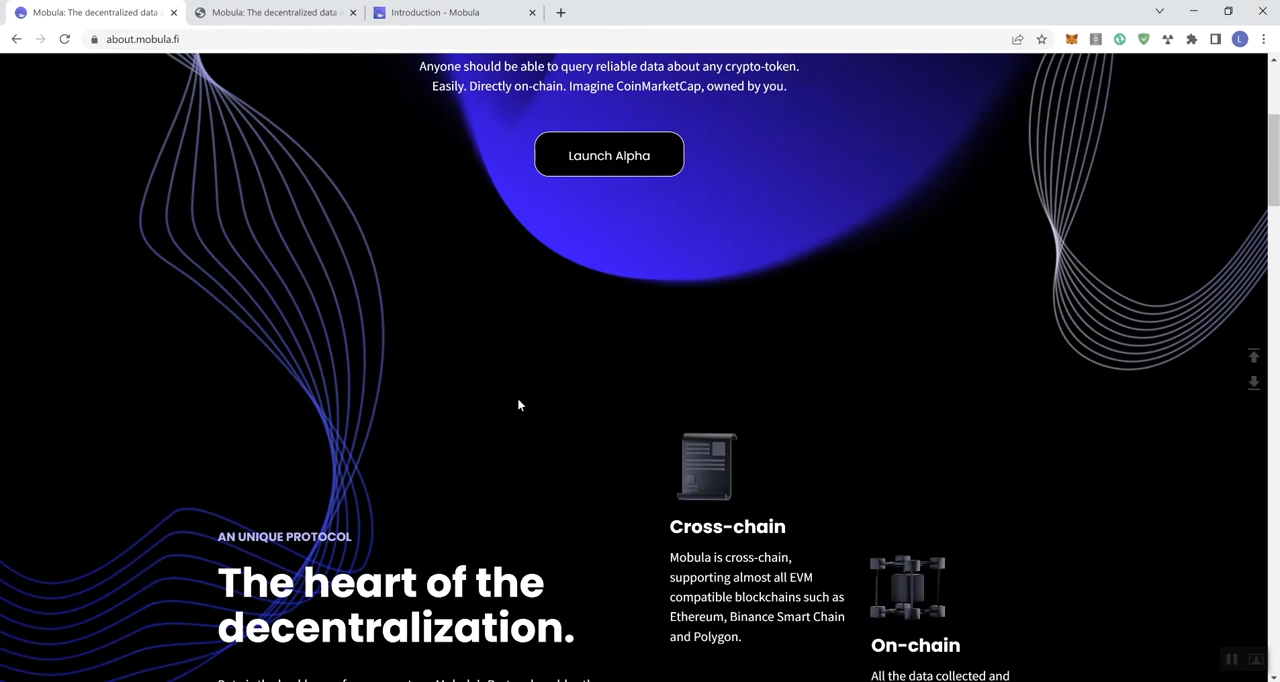 Mobula: The decentralized data
Mobula: The decentralized data
Introduction - Mobula
about.mobula.fi
L
Anyone should be able to query reliable data about any crypto-token.
Easily. Directly on-chain. Imagine CoinMarketCap, owned by you.
Launch Alpha
AN UNIQUE PROTOCOL
The heart of the
decentralization.
Cross-chain
Mobula is cross-chain,
supporting almost all EVM
compatible blockchains such as
Ethereum, Binance Smart Chain
and Polygon.
On-chain
All the data collected and